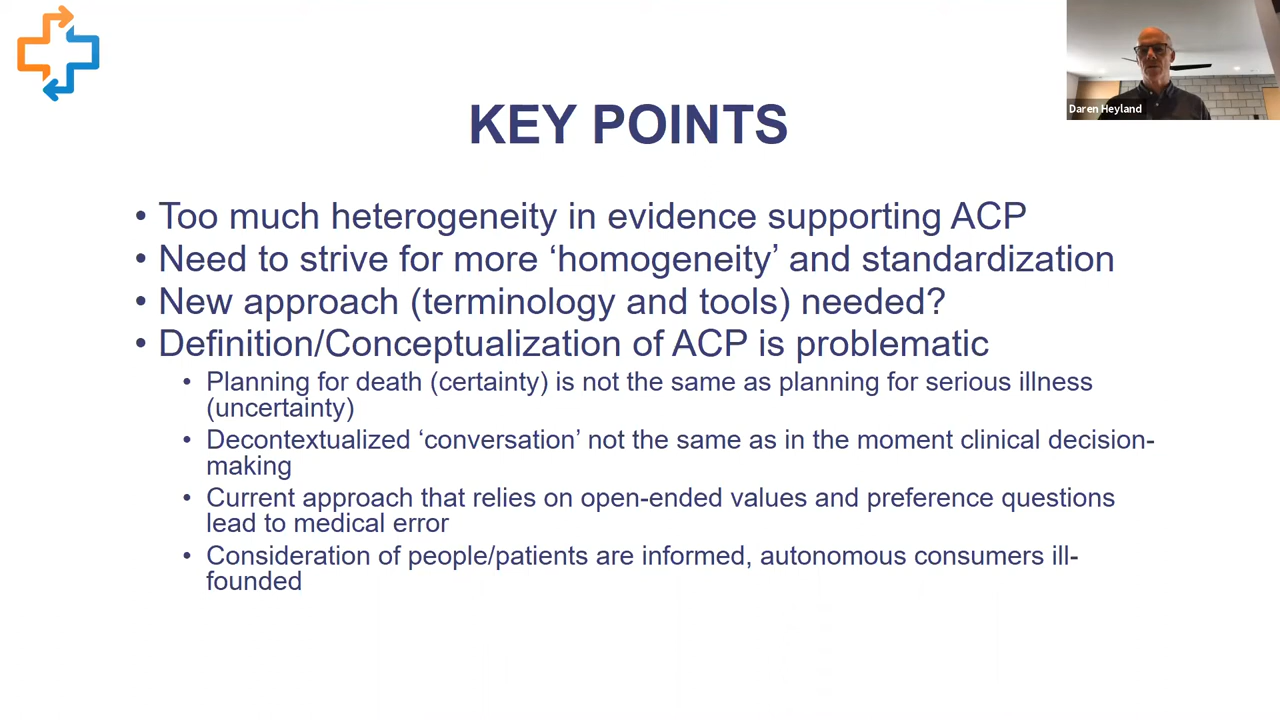 Daren Heyland
KEY POINTS
• Too much heterogeneity in evidence supporting ACP
• Need to strive for more ‘homogeneity’ and standardization
• New approach (terminology and tools) needed?
• Definition/Conceptualization of ACP is problematic
• Planning for death (certainty) is not the same as planning for serious illness
(uncertainty)
• Decontextualized ‘conversation’ not the same as in the moment clinical decision-
making
• Current approach that relies on open-ended values and preference questions
lead to medical error
• Consideration of people/patients are informed, autonomous consumers ill-
founded